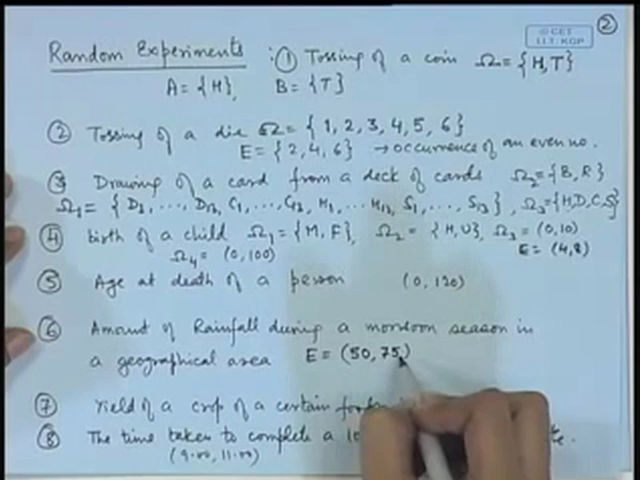 © CET
I.I.T. KGP
2
Random Experiments : ① Tossing of a coin Ω = {H, T}
A = {H}, B = {T}
② Tossing of a die Ω = {1, 2, 3, 4, 5, 6}
E = {2, 4, 6} → occurrence of an even no.
③ Drawing of a card from a deck of cards Ω₂ = {B, R}
Ω₁ = {D₁, ..., D₁₃, C₁, ..., C₁₃, H₁, ... H₁₃, S₁, ..., S₁₃}, Ω₃ = {H, D, C, S}
④ birth of a child Ω₁ = {M, F}, Ω₂ = {H, U}, Ω₃ = (0, 10)
Ω₄ = (0, 100) E = (4, 8)
⑤ Age at death of a person (0, 120)
⑥ Amount of Rainfall during a monsoon season in
a geographical area E = (50, 75)
⑦ Yield of a crop of a certain
⑧ The time taken to complete a
(9.00, 11.00)